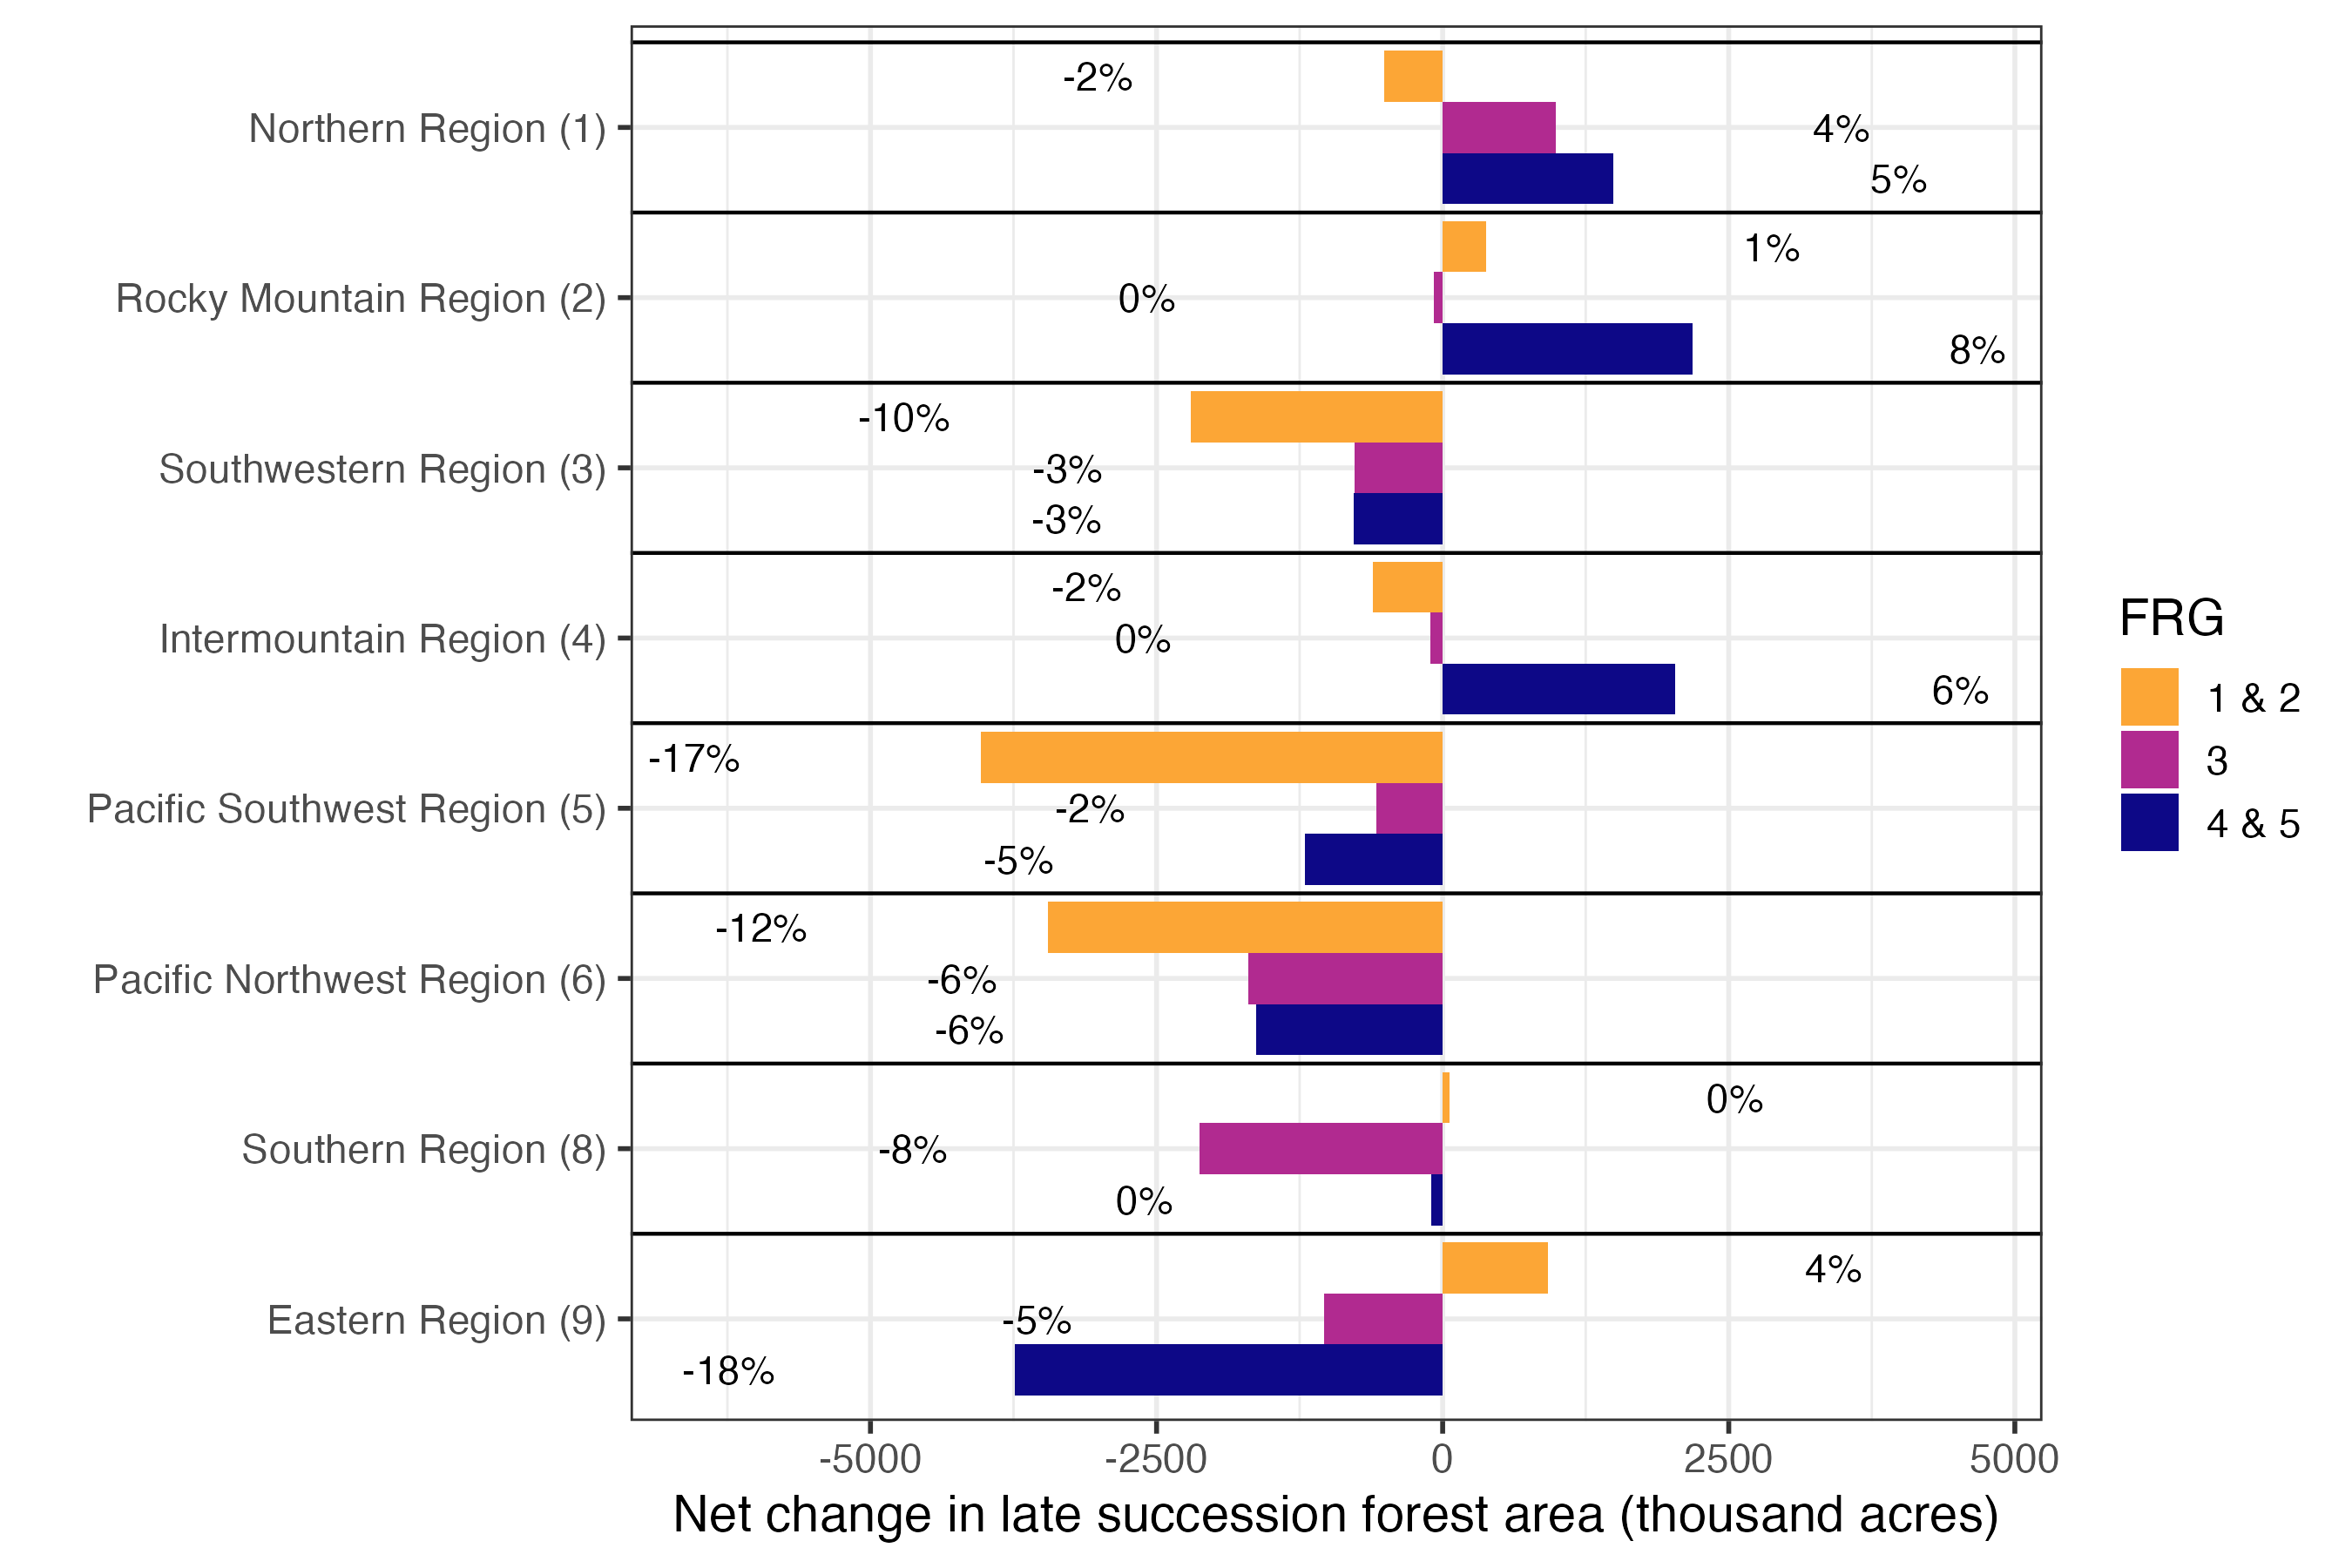 -2%
Northern Region (1)
4%
5%
1%
Rocky Mountain Region (2)
0%
8%
-10%
Southwestern Region (3)
-3%
-3%
-2%
Intermountain Region (4)
0%
6%
-17%
Pacific Southwest Region (5)
-2%
-5%
-12%
Pacific Northwest Region (6)
-6%
-6%
0%
Southern Region (8)
-8%
0%
4%
Eastern Region (9)
-5%
-18%
-5000
-2500
0
2500
5000
Net change in late succession forest area (thousand acres)
FRG
1 & 2
3
4 & 5